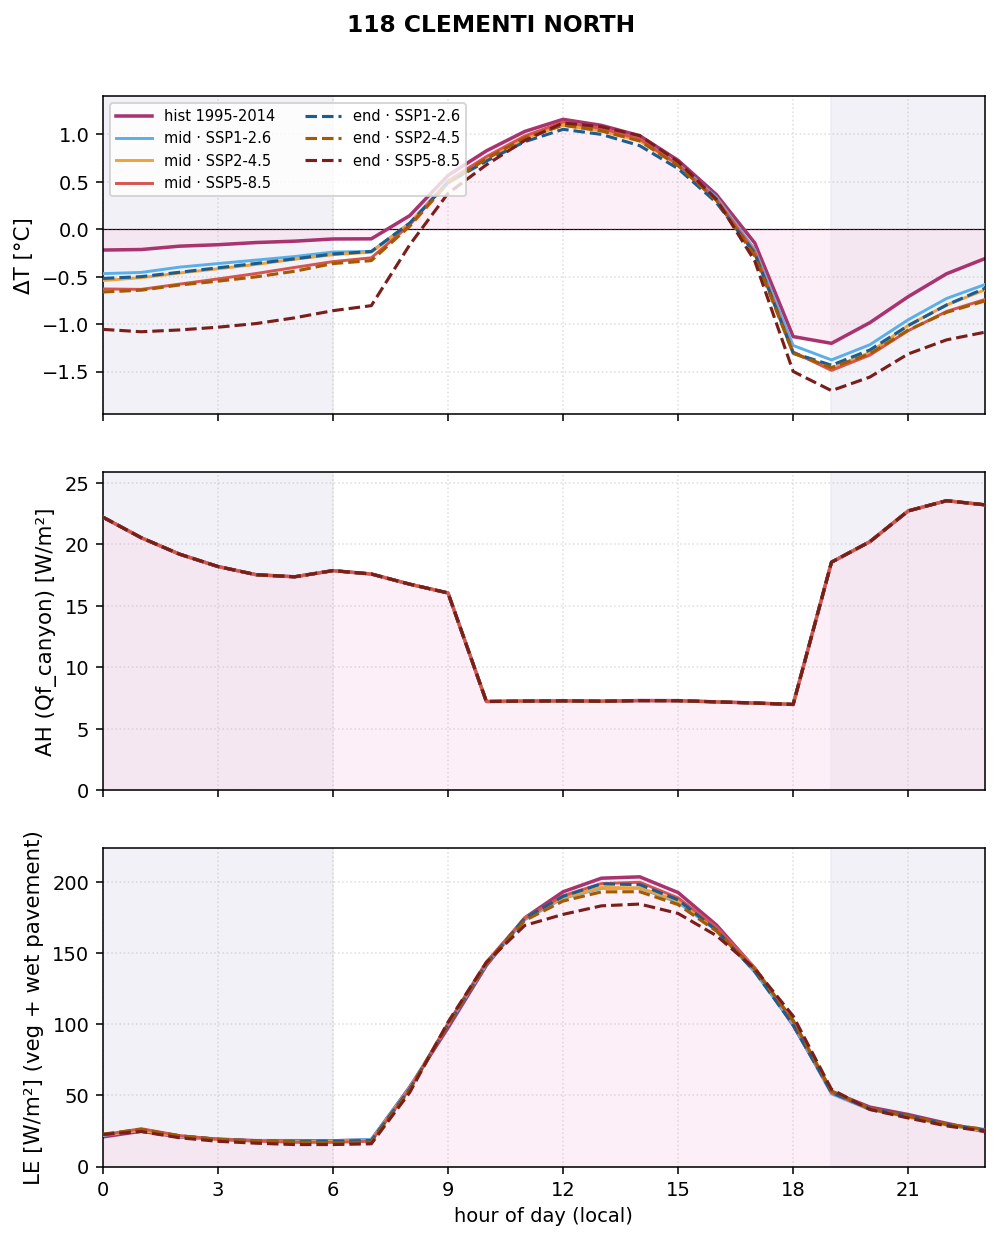 118 CLEMENTI NORTH
hist 1995-2014
mid · SSP1-2.6
mid · SSP2-4.5
mid · SSP5-8.5
end · SSP1-2.6
end · SSP2-4.5
end · SSP5-8.5
ΔT [°C]
1.0
0.5
0.0
−0.5
−1.0
−1.5
AH (Qf_canyon) [W/m²]
25
20
15
10
5
0
LE [W/m²] (veg + wet pavement)
200
150
100
50
0
0 3 6 9 12 15 18 21
hour of day (local)